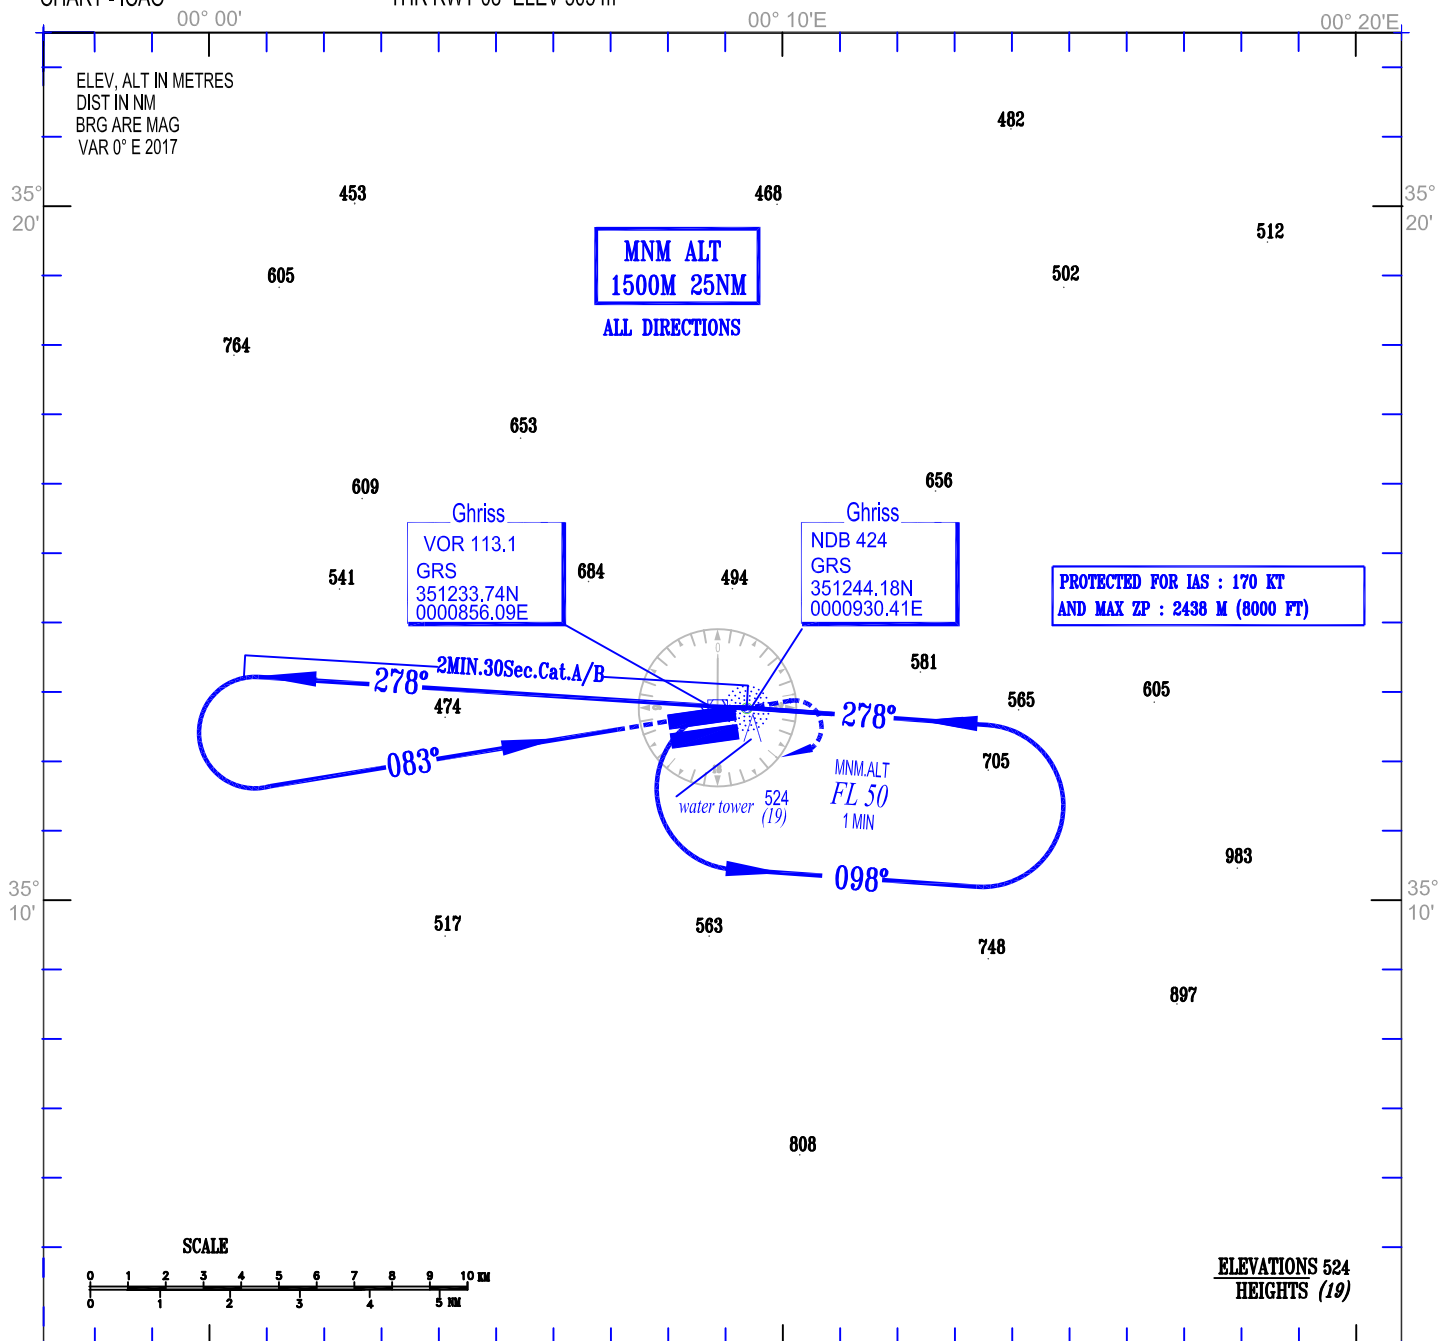 00° 00'
00° 10'E
00° 20'E
ELEV, ALT IN METRES
DIST IN NM
BRG ARE MAG
VAR 0° E 2017
482
453
468
35°
20'
35°
20'
512
MNM ALT
1500M 25NM
ALL DIRECTIONS
605
502
764
653
609
656
Ghriss
VOR 113.1
GRS
351233.74N
0000856.09E
Ghriss
NDB 424
GRS
351244.18N
0000930.41E
541
684
494
PROTECTED FOR IAS : 170 KT
AND MAX ZP : 2438 M (8000 FT)
581
2MIN.30Sec.Cat.A/B
278°
474
565
605
278°
083°
705
MNM.ALT
FL 50
1 MIN
water tower
524
(19)
098°
983
35°
10'
35°
10'
517
563
748
897
808
SCALE
0 1 2 3 4 5 6 7 8 9 10 KM
0 1 2 3 4 5 NM
ELEVATIONS 524
HEIGHTS (19)